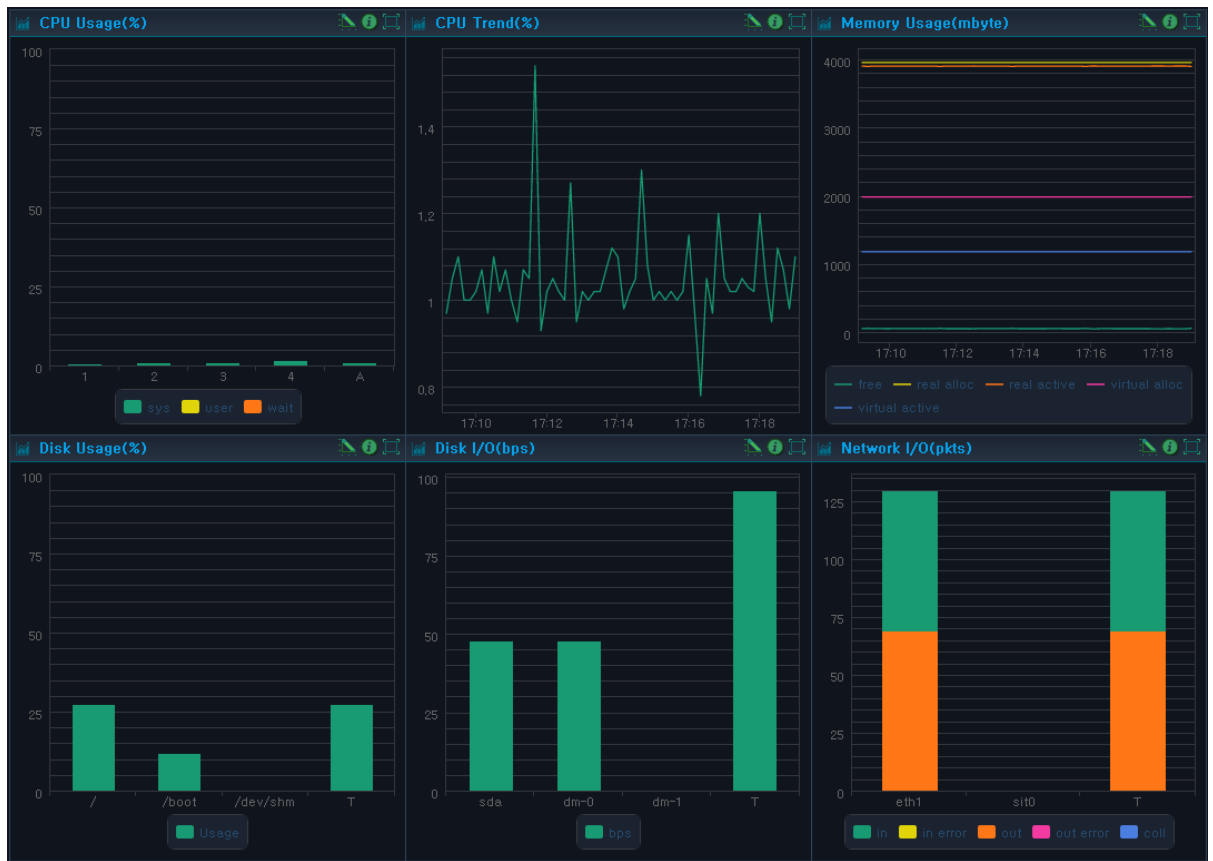 CPU Usage(%)
100
75
50
25
0
1 2 3 4 A
sys user wait
CPU Trend(%)
1,4
1,2
1
0,8
17:10 17:12 17:14 17:16 17:18
Memory Usage(mbyte)
4000
3000
2000
1000
0
17:10 17:12 17:14 17:16 17:18
free real alloc real active virtual alloc
virtual active
Disk Usage(%)
100
75
50
25
0
/ /boot /dev/shm T
Usage
Disk I/O(bps)
100
75
50
25
0
sda dm-0 dm-1 T
bps
Network I/O(pkts)
125
100
75
50
25
0
eth1 sit0 T
in in error out out error coll